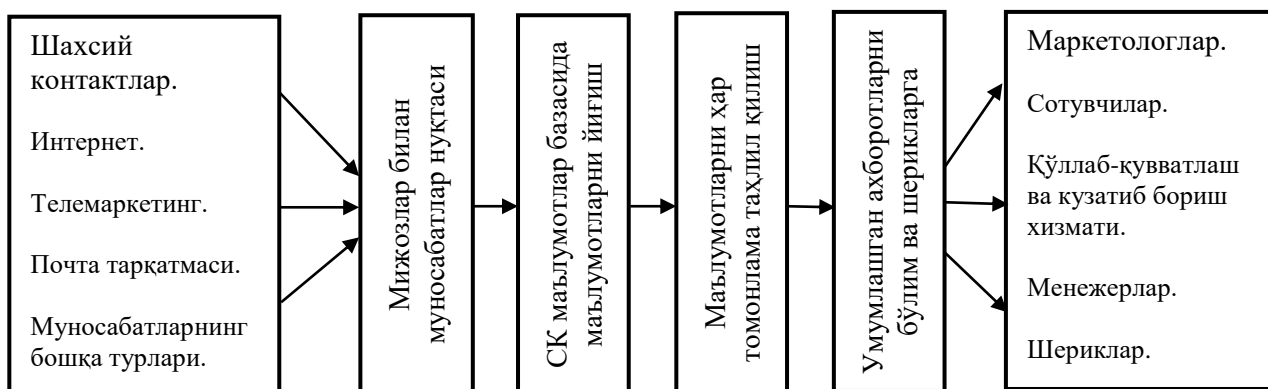 Шахсий
контактлар.
Интернет.
Телемаркетинг.
Почта тарқатмаси.
Муносабатларнинг
бошқа турлари.
Мижозлар билан
муносабатлар нуқтаси
СК маълумотлар базасида
маълумотларни йиғиш
Маълумотларни ҳар
томонлама таҳлил қилиш
Умумлашган ахборотларни
бўлим ва шерикларга
Маркетологлар.
Сотувчилар.
Қўллаб-қувватлаш
ва кузатиб бориш
хизмати.
Менежерлар.
Шериклар.